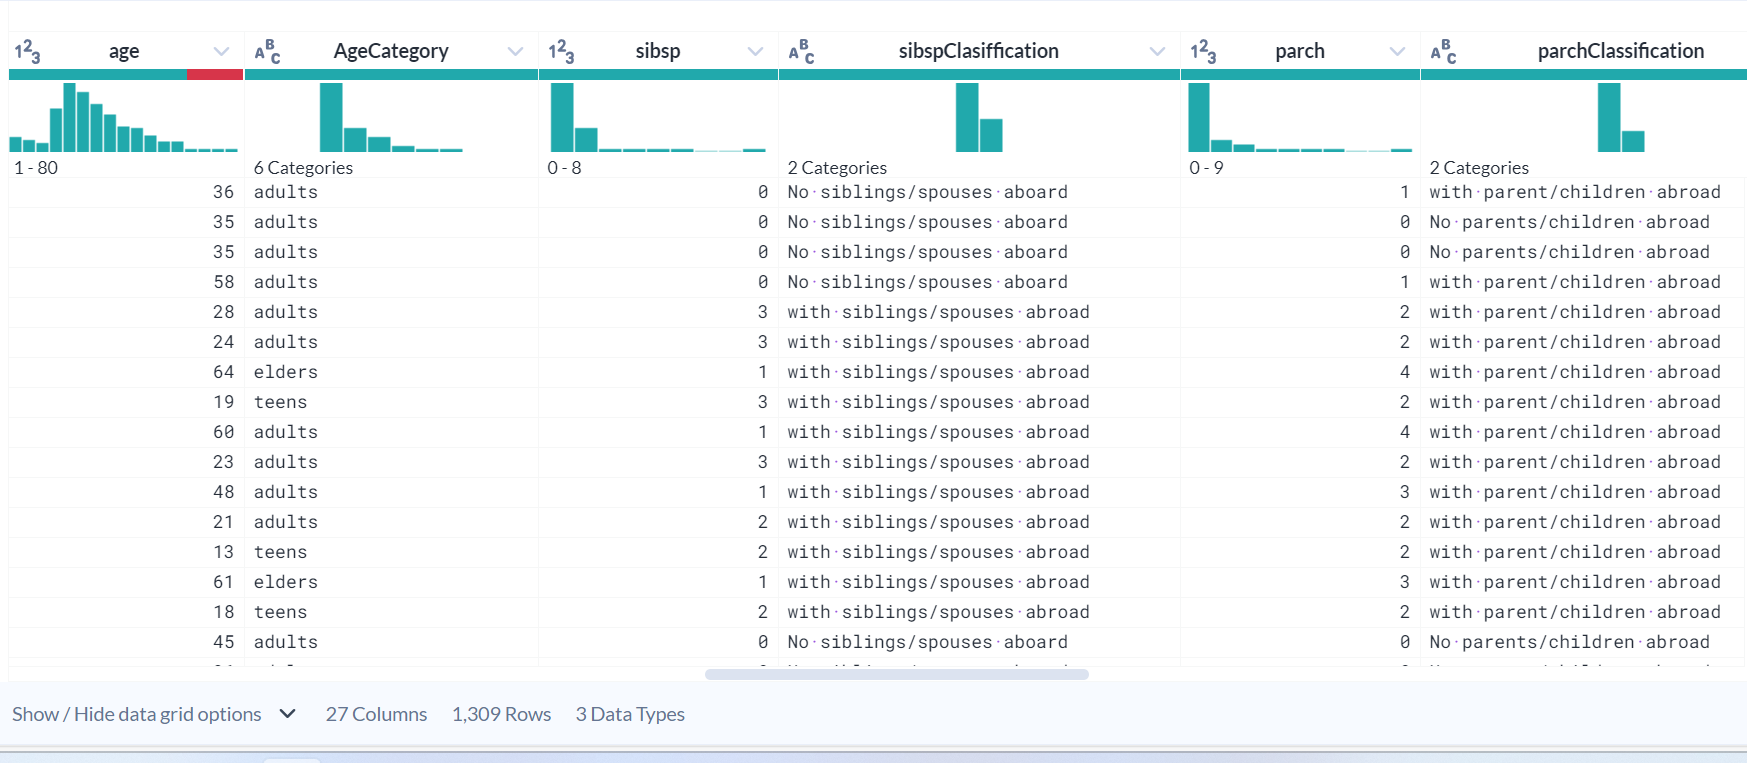 123 age ABC AgeCategory 123 sibsp ABC sibspClasiffication 123 parch ABC parchClassification
1 - 80 6 Categories 0 - 8 2 Categories 0 - 9 2 Categories
36 adults 0 No·siblings/spouses·aboard 1 with·parent/children·abroad
35 adults 0 No·siblings/spouses·aboard 0 No·parents/children·abroad
35 adults 0 No·siblings/spouses·aboard 0 No·parents/children·abroad
58 adults 0 No·siblings/spouses·aboard 1 with·parent/children·abroad
28 adults 3 with·siblings/spouses·abroad 2 with·parent/children·abroad
24 adults 3 with·siblings/spouses·abroad 2 with·parent/children·abroad
64 elders 1 with·siblings/spouses·abroad 4 with·parent/children·abroad
19 teens 3 with·siblings/spouses·abroad 2 with·parent/children·abroad
60 adults 1 with·siblings/spouses·abroad 4 with·parent/children·abroad
23 adults 3 with·siblings/spouses·abroad 2 with·parent/children·abroad
48 adults 1 with·siblings/spouses·abroad 3 with·parent/children·abroad
21 adults 2 with·siblings/spouses·abroad 2 with·parent/children·abroad
13 teens 2 with·siblings/spouses·abroad 2 with·parent/children·abroad
61 elders 1 with·siblings/spouses·abroad 3 with·parent/children·abroad
18 teens 2 with·siblings/spouses·abroad 2 with·parent/children·abroad
45 adults 0 No·siblings/spouses·aboard 0 No·parents/children·abroad
Show / Hide data grid options 27 Columns 1,309 Rows 3 Data Types